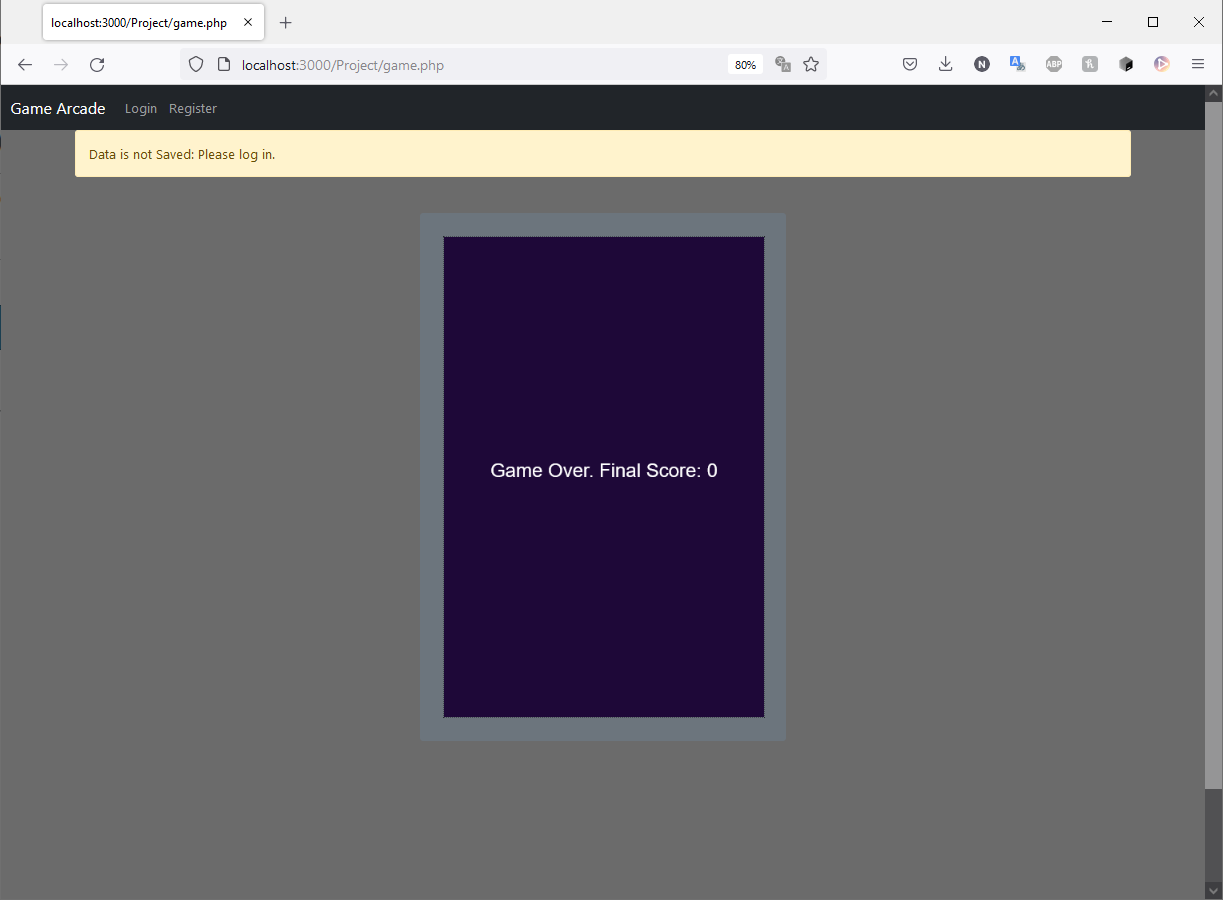 localhost:3000/Project/game.php
localhost:3000/Project/game.php 80%
N A ABP
Game Arcade Login Register
Data is not Saved: Please log in.
Game Over. Final Score: 0